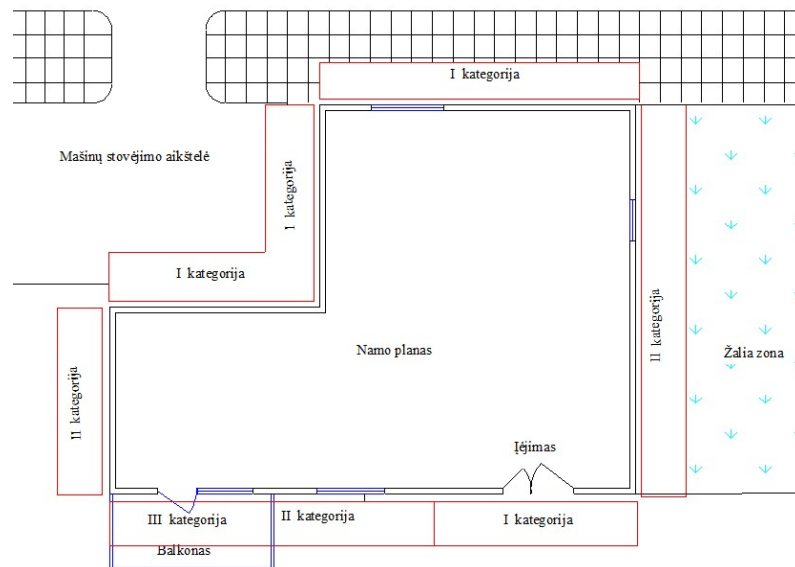 I kategorija
Mašinų stovėjimo aikštelė
I kategorija
I kategorija
II kategorija
Namo planas
Žalia zona
II kategorija
Įėjimas
III kategorija
II kategorija
I kategorija
Balkonas